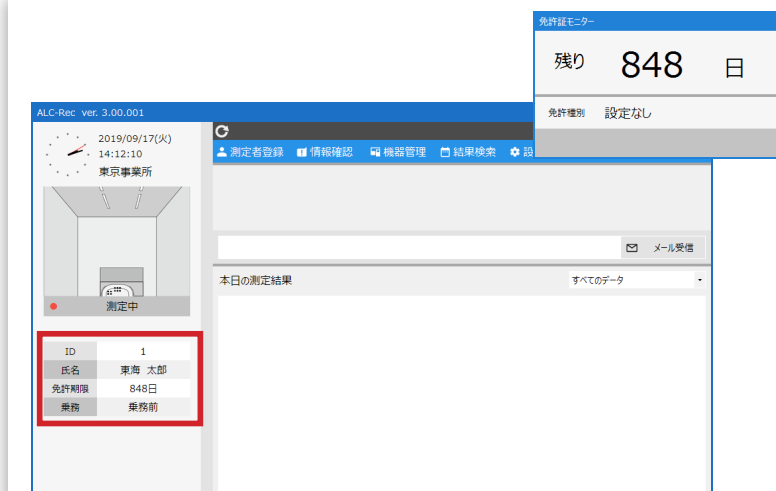 免許証モニター
残り 848 日
免許種別 設定なし
ALC-Rec ver. 3.00.001
2019/09/17(火)
14:12:10
東京事業所
測定者登録 情報確認 機器管理 結果検索 設
メール受信
本日の測定結果 すべてのデータ
測定中
ID 1
氏名 東海 太郎
免許期限 848日
乗務 乗務前